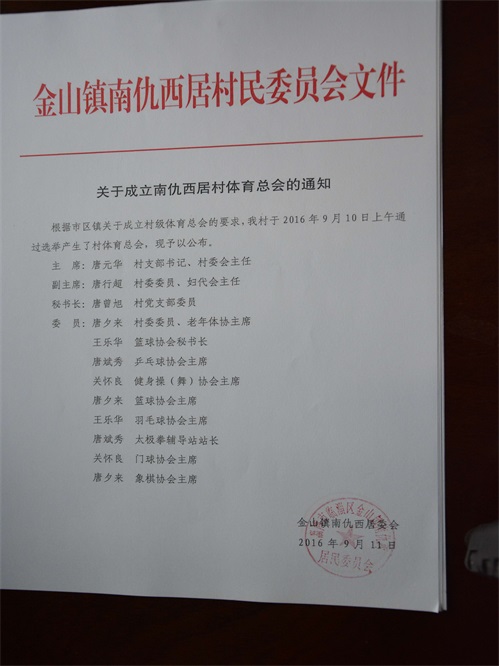 金山镇南仇西居村民委员会文件
关于成立南仇西居村体育总会的通知
根据市区镇关于成立村级体育总会的要求，我村于2016年9月10日上午通
过选举产生了村体育总会，现予以公布。
主　席：唐元华　村支部书记、村委会主任
副主席：唐行超　村委委员、妇代会主任
秘书长：唐曾旭　村党支部委员
委　员：唐夕来　村委委员、老年体协主席
王乐华　篮球协会秘书长
唐斌秀　乒乓球协会主席
关怀良　健身操（舞）协会主席
唐夕来　篮球协会主席
王乐华　羽毛球协会主席
唐斌秀　太极拳辅导站站长
关怀良　门球协会主席
唐夕来　象棋协会主席
金山镇南仇西居委会
2016年9月11日
居民委员会